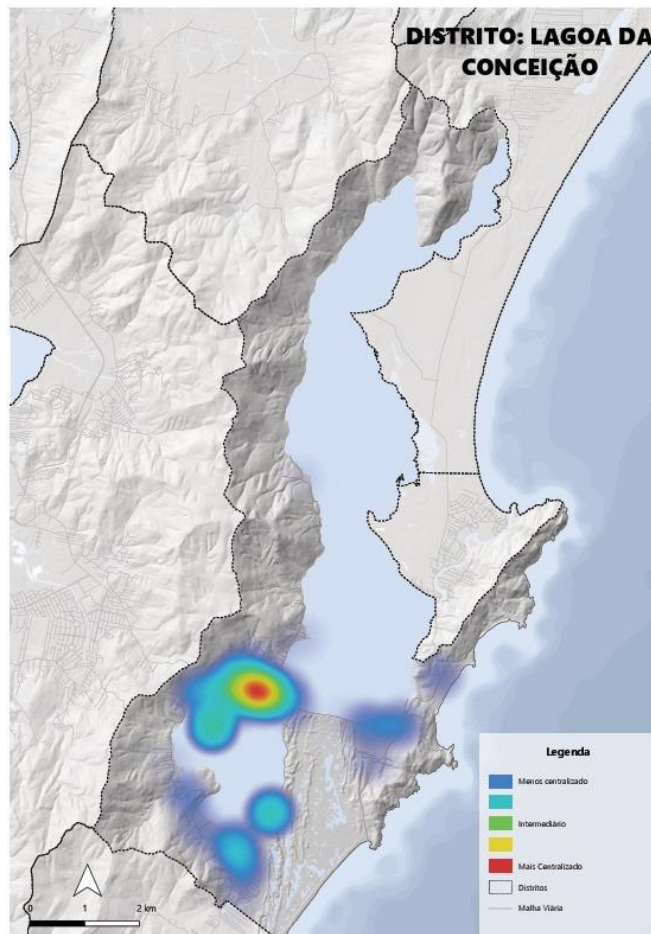 DISTRITO: LAGOA DA
CONCEIÇÃO
Legenda
Menos centralizado
Intermediário
Mais Centralizado
Distritos
Malha Viária
0 1 2 km